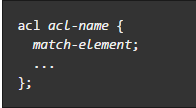 acl acl-name {
  match-element;
  ...
};